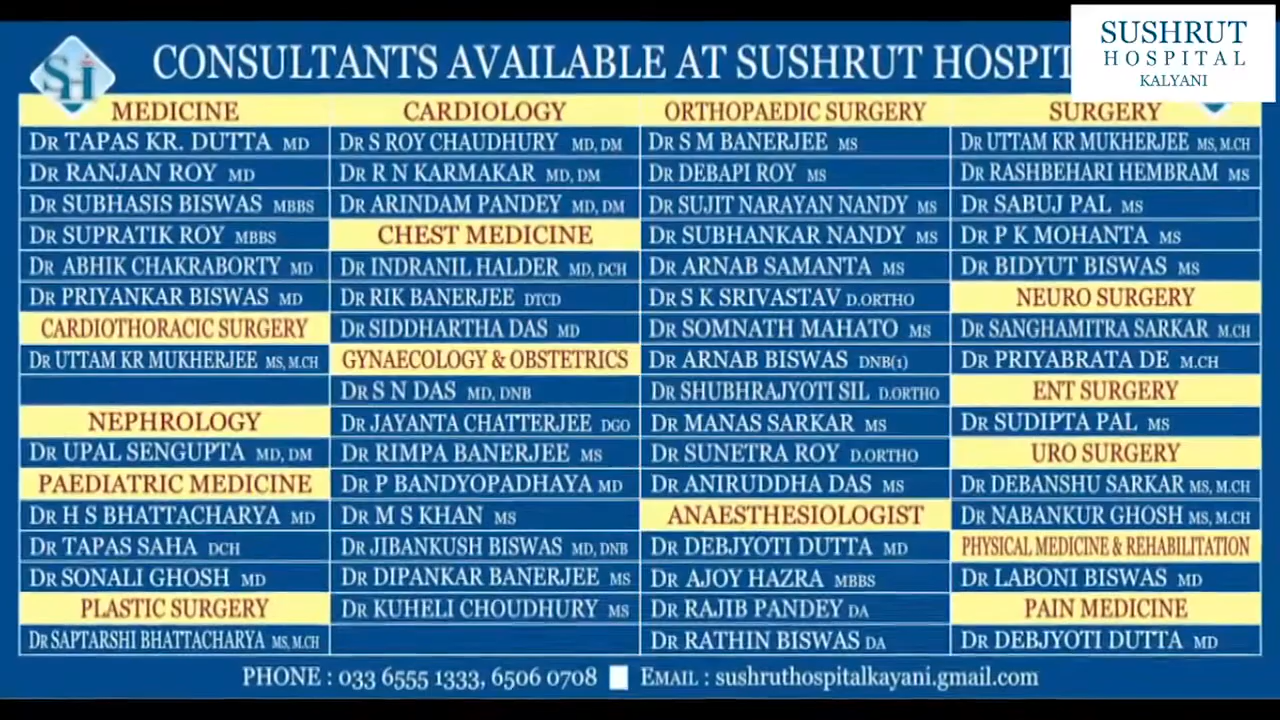 SUSHRUT
HOSPITAL
KALYANI
SHI
CONSULTANTS AVAILABLE AT SUSHRUT HOSPIT
MEDICINE
DR TAPAS KR. DUTTA MD
DR RANJAN ROY MD
DR SUBHASIS BISWAS MBBS
DR SUPRATIK ROY MBBS
DR ABHIK CHAKRABORTY MD
DR PRIYANKAR BISWAS MD
CARDIOTHORACIC SURGERY
DR UTTAM KR MUKHERJEE MS, M.CH
NEPHROLOGY
DR UPAL SENGUPTA MD, DM
PAEDIATRIC MEDICINE
DR H S BHATTACHARYA MD
DR TAPAS SAHA DCH
DR SONALI GHOSH MD
PLASTIC SURGERY
DR SAPTARSHI BHATTACHARYA MS, M.CH
CARDIOLOGY
DR S ROY CHAUDHURY MD, DM
DR R N KARMAKAR MD, DM
DR ARINDAM PANDEY MD, DM
CHEST MEDICINE
DR INDRANIL HALDER MD, DCH
DR RIK BANERJEE DTCD
DR SIDDHARTHA DAS MD
GYNAECOLOGY & OBSTETRICS
DR S N DAS MD, DNB
DR JAYANTA CHATTERJEE DGO
DR RIMPA BANERJEE MS
DR P BANDYOPADHAYA MD
DR M S KHAN MS
DR JIBANKUSH BISWAS MD, DNB
DR DIPANKAR BANERJEE MS
DR KUHELI CHOUDHURY MS
ORTHOPAEDIC SURGERY
DR S M BANERJEE MS
DR DEBAPI ROY MS
DR SUJIT NARAYAN NANDY MS
DR SUBHANKAR NANDY MS
DR ARNAB SAMANTA MS
DR S K SRIVASTAV D.ORTHO
DR SOMNATH MAHATO MS
DR ARNAB BISWAS DNB(1)
DR SHUBHRAJYOTI SIL D.ORTHO
DR MANAS SARKAR MS
DR SUNETRA ROY D.ORTHO
DR ANIRUDDHA DAS MS
ANAESTHESIOLOGIST
DR DEBJYOTI DUTTA MD
DR AJOY HAZRA MBBS
DR RAJIB PANDEY DA
DR RATHIN BISWAS DA
SURGERY
DR UTTAM KR MUKHERJEE MS, M.CH
DR RASHBEHARI HEMBRAM MS
DR SABUJ PAL MS
DR P K MOHANTA MS
DR BIDYUT BISWAS MS
NEURO SURGERY
DR SANGHAMITRA SARKAR M.CH
DR PRIYABRATA DE M.CH
ENT SURGERY
DR SUDIPTA PAL MS
URO SURGERY
DR DEBANSHU SARKAR MS, M.CH
DR NABANKUR GHOSH MS, M.CH
PHYSICAL MEDICINE & REHABILITATION
DR LABONI BISWAS MD
PAIN MEDICINE
DR DEBJYOTI DUTTA MD
PHONE : 033 6555 1333, 6506 0708 EMAIL : sushruthospitalkayani.gmail.com